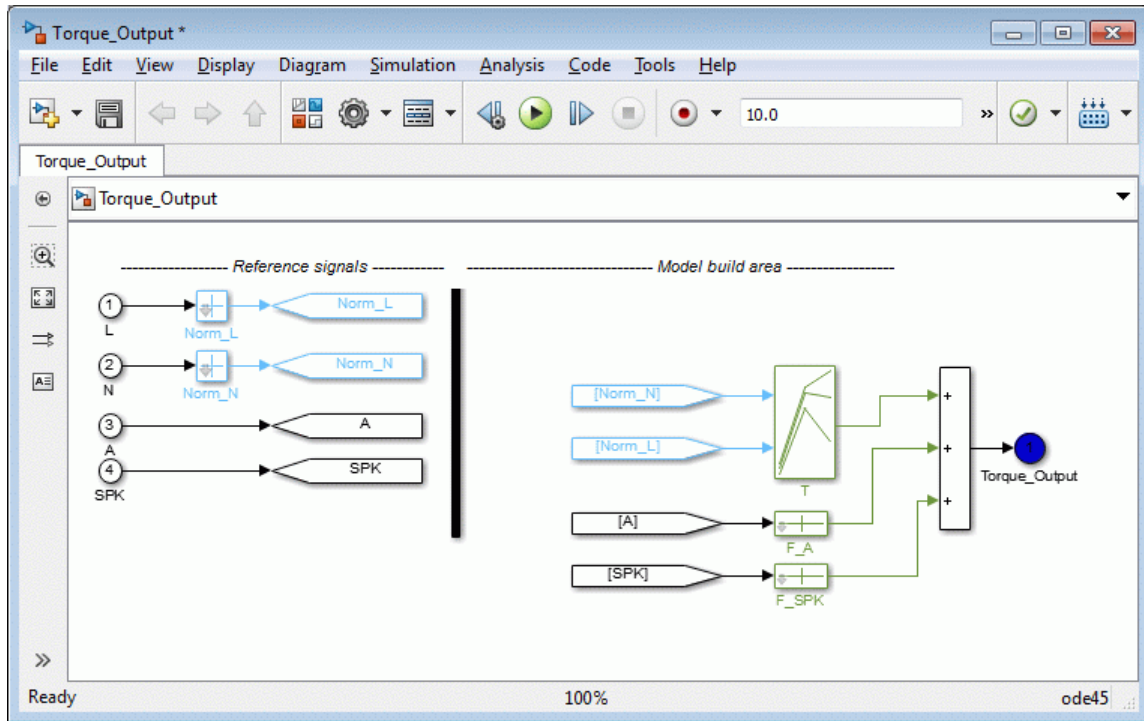 Torque_Output *
File Edit View Display Diagram Simulation Analysis Code Tools Help
10.0 »
Torque_Output
Torque_Output
------------------ Reference signals ------------ ------------------------------- Model build area ------------------
1
L
Norm_L
Norm_L
2
N
Norm_N
Norm_N
3
A
A
4
SPK
SPK
[Norm_N]
[Norm_L]
T
[A]
F_A
[SPK]
F_SPK
+
+
+
1
Torque_Output
A
»
Ready 100% ode45